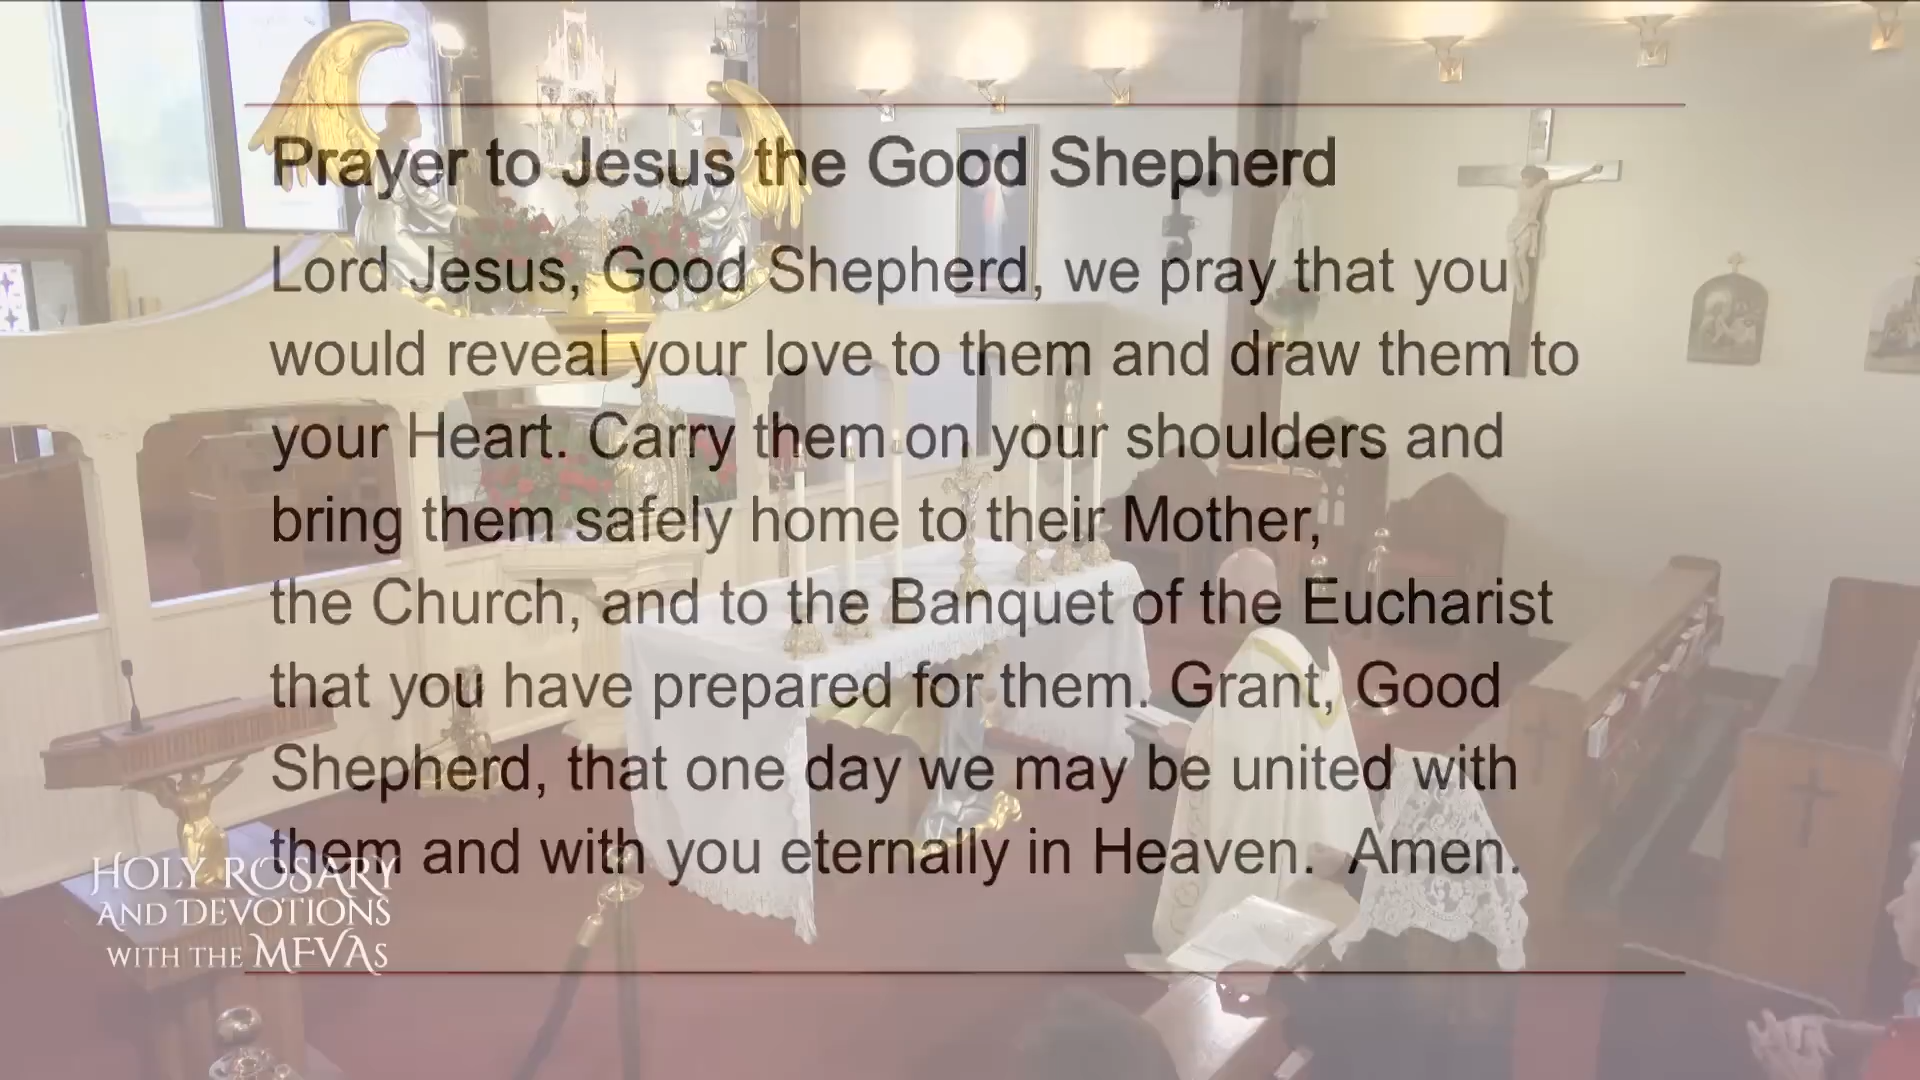 Prayer to Jesus the Good Shepherd
Lord Jesus, Good Shepherd, we pray that you
would reveal your love to them and draw them to
your Heart. Carry them on your shoulders and
bring them safely home to their Mother,
the Church, and to the Banquet of the Eucharist
that you have prepared for them. Grant, Good
Shepherd, that one day we may be united with
them and with you eternally in Heaven.  Amen.
HOLY ROSARY
AND DEVOTIONS
WITH THE MFVAS